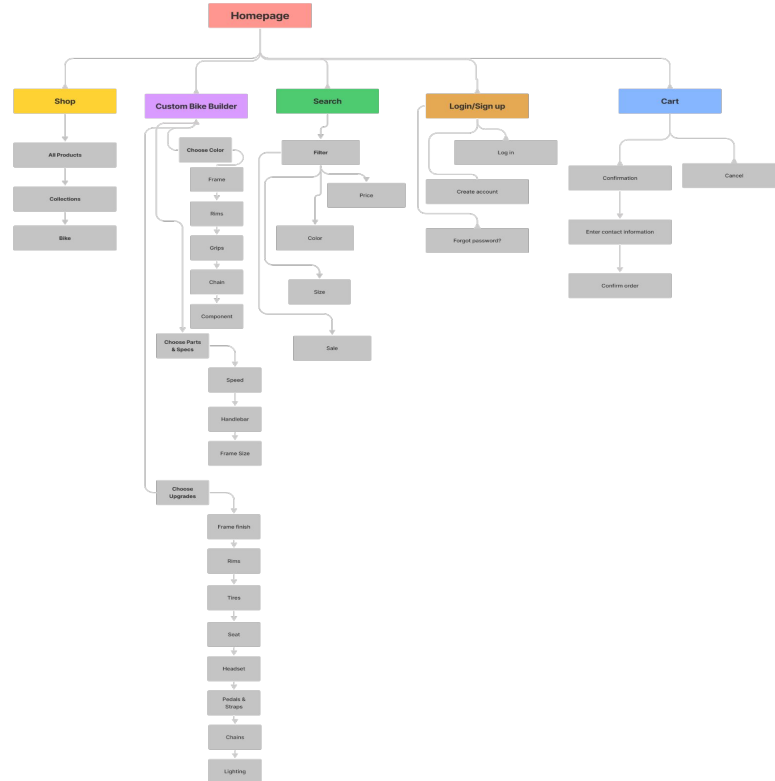 Homepage
Shop
Custom Bike Builder
Search
Login/Sign up
Cart
All Products
Collections
Bike
Choose Color
Frame
Rims
Grips
Chain
Component
Choose Parts
& Specs
Speed
Handlebar
Frame Size
Choose
Upgrades
Frame finish
Rims
Tires
Seat
Headset
Pedals &
Straps
Chains
Lighting
Filter
Price
Color
Size
Sale
Log in
Create account
Forgot password?
Confirmation
Cancel
Enter contact information
Confirm order